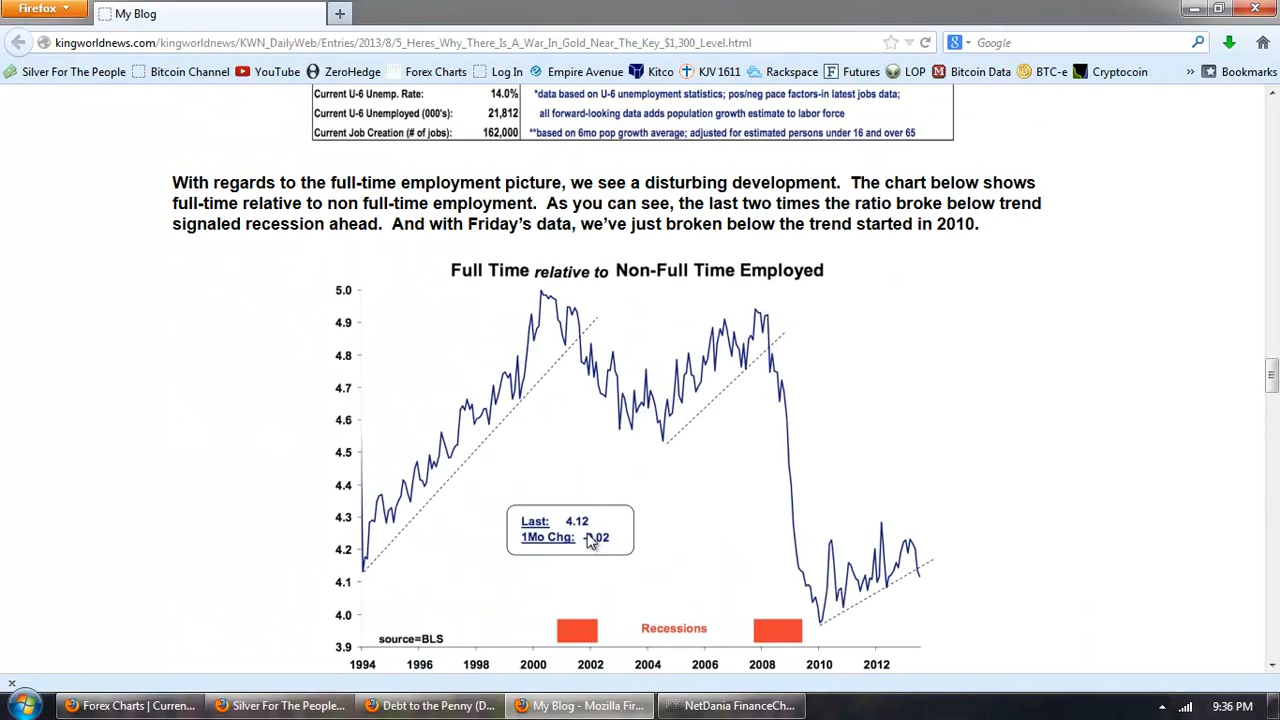 Firefox
My Blog
kingworldnews.com/kingworldnews/KWN_DailyWeb/Entries/2013/8/5_Heres_Why_There_Is_A_War_In_Gold_Near_The_Key_$1,300_Level.html
Google
Silver For The People
Bitcoin Channel
YouTube
ZeroHedge
Forex Charts
Log In
Empire Avenue
Kitco
KJV 1611
Rackspace
Futures
LOP
Bitcoin Data
BTC-e
Cryptocoin
»
Bookmarks
Current U-6 Unemp. Rate: 14.0% *data based on U-6 unemployment statistics; pos/neg pace factors-in latest jobs data;
Current U-6 Unemployed (000's): 21,812 all forward-looking data adds population growth estimate to labor force
Current Job Creation (# of jobs): 162,000 **based on 6mo pop growth average; adjusted for estimated persons under 16 and over 65
With regards to the full-time employment picture, we see a disturbing development. The chart below shows
full-time relative to non full-time employment. As you can see, the last two times the ratio broke below trend
signaled recession ahead. And with Friday's data, we've just broken below the trend started in 2010.
Full Time relative to Non-Full Time Employed
5.0
4.9
4.8
4.7
4.6
4.5
4.4
4.3
4.2
4.1
4.0
3.9
Last: 4.12
1Mo Chg:
Recessions
source=BLS
1994 1996 1998 2000 2002 2004 2006 2008 2010 2012
Forex Charts | Curren...
Silver For The People...
Debt to the Penny (D...
My Blog - Mozilla Fir...
NetDania FinanceCh...
9:36 PM